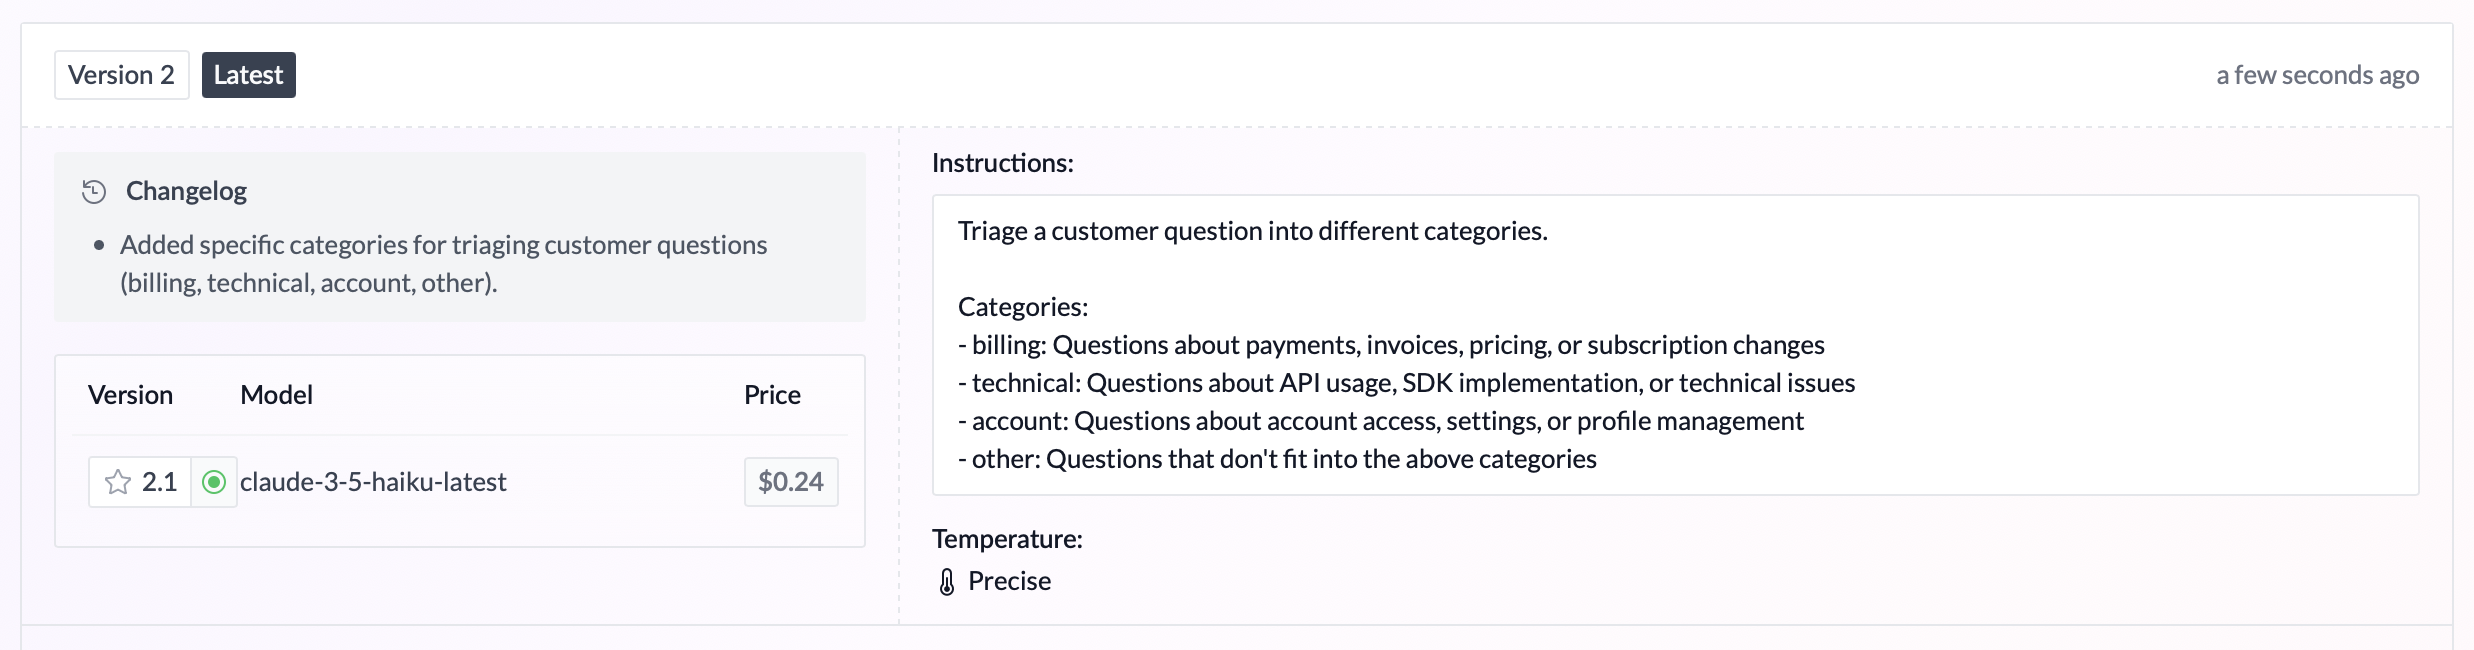 Version 2
Latest
a few seconds ago
Changelog
• Added specific categories for triaging customer questions
(billing, technical, account, other).
Version Model Price
2.1 claude-3-5-haiku-latest $0.24
Instructions:
Triage a customer question into different categories.
Categories:
- billing: Questions about payments, invoices, pricing, or subscription changes
- technical: Questions about API usage, SDK implementation, or technical issues
- account: Questions about account access, settings, or profile management
- other: Questions that don't fit into the above categories
Temperature:
Precise